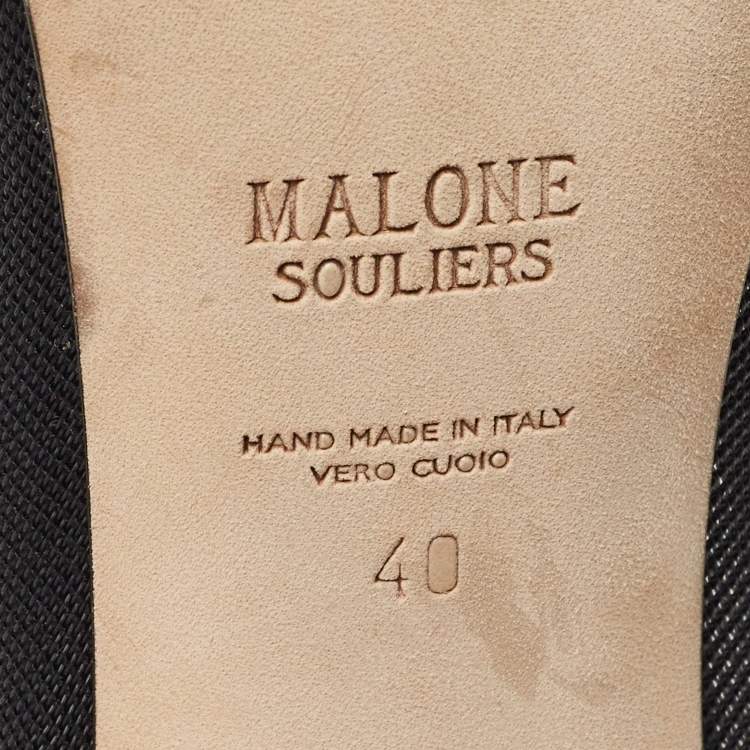 MALONE
SOULIERS
HAND MADE IN ITALY
VERO CUOIO
40